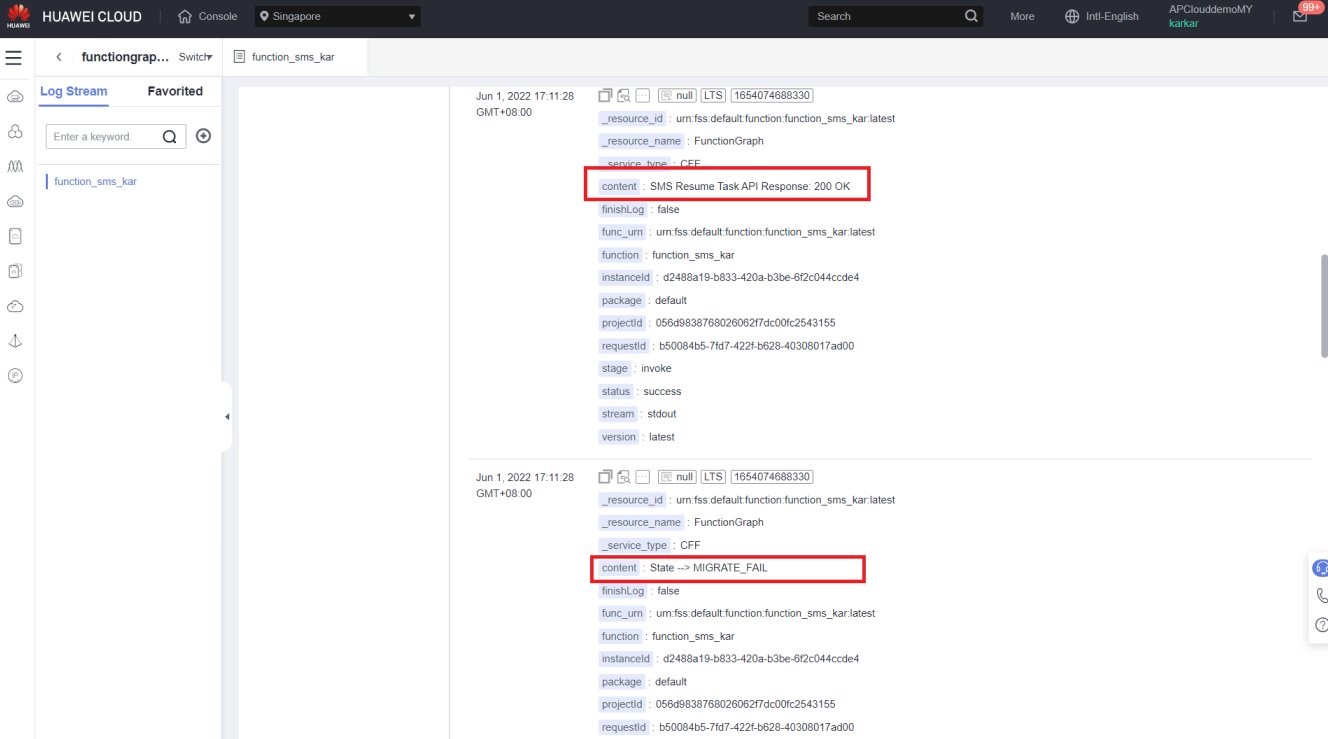 HUAWEI
HUAWEI CLOUD
Console
Singapore
Search
More
Intl-English
APClouddemoMY
karkar
99+
functiongrap...
Switch
function_sms_kar
Log Stream
Favorited
Enter a keyword.
function_sms_kar
Jun 1, 2022 17:11:28
GMT+08:00
null LTS 1654074688330
_resource_id : urn:fss:default:function:function_sms_kar:latest
_resource_name : FunctionGraph
_service_type : CFF
content : SMS Resume Task API Response: 200 OK
finishLog : false
func_urn : urn:fss:default:function:function_sms_kar:latest
function : function_sms_kar
instanceId : d2488a19-b833-420a-b3be-6f2c044ccde4
package : default
projectId : 056d9838768026062f7dc00fc2543155
requestId : b50084b5-7fd7-422f-b628-40308017ad00
stage : invoke
status : success
stream : stdout
version : latest
Jun 1, 2022 17:11:28
GMT+08:00
null LTS 1654074688330
_resource_id : urn:fss:default:function:function_sms_kar:latest
_resource_name : FunctionGraph
_service_type : CFF
content : State --> MIGRATE_FAIL
finishLog : false
func_urn : urn:fss:default:function:function_sms_kar:latest
function : function_sms_kar
instanceId : d2488a19-b833-420a-b3be-6f2c044ccde4
package : default
projectId : 056d9838768026062f7dc00fc2543155
requestId : b50084b5-7fd7-422f-b628-40308017ad00